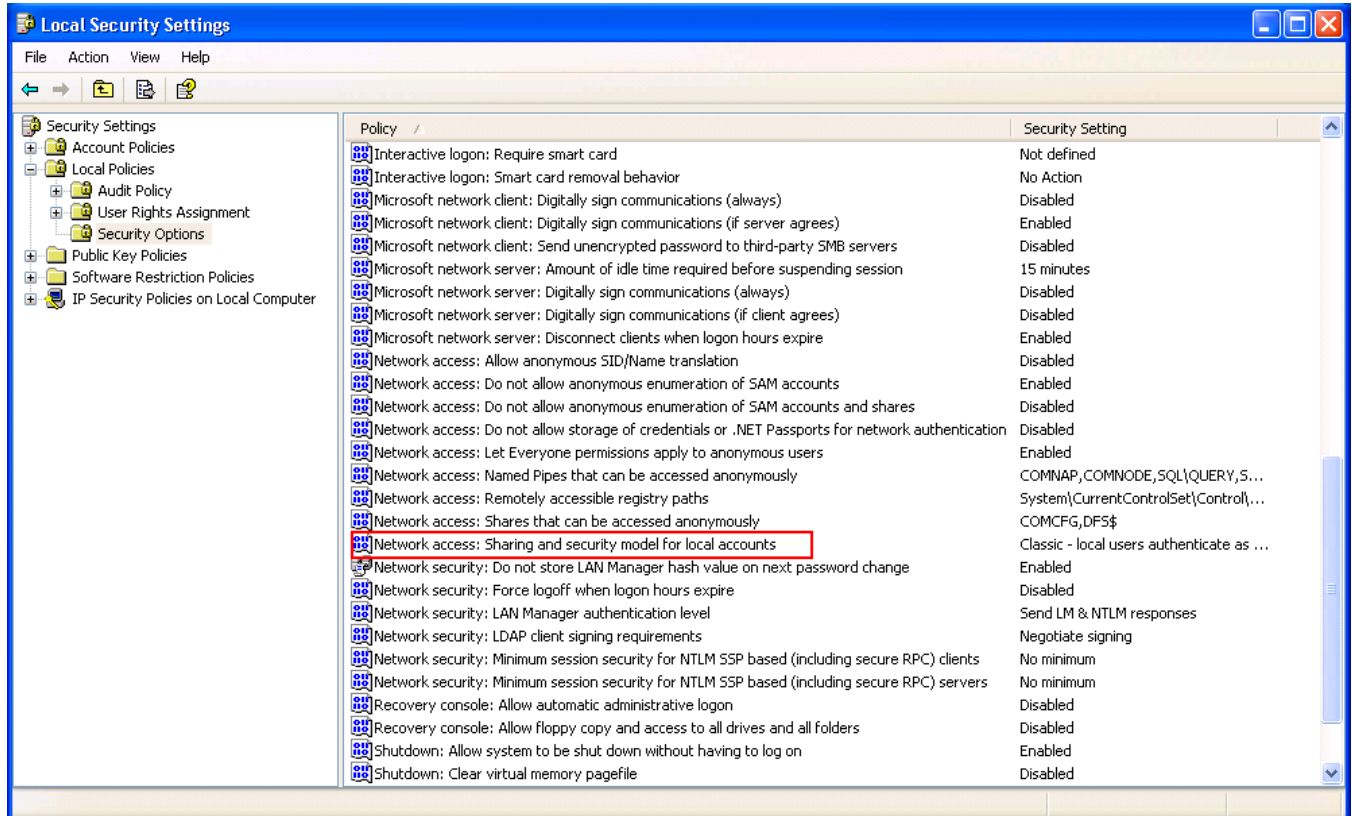 Local Security Settings
File Action View Help
Security Settings
Account Policies
Local Policies
Audit Policy
User Rights Assignment
Security Options
Public Key Policies
Software Restriction Policies
IP Security Policies on Local Computer
Policy Security Setting
Interactive logon: Require smart card Not defined
Interactive logon: Smart card removal behavior No Action
Microsoft network client: Digitally sign communications (always) Disabled
Microsoft network client: Digitally sign communications (if server agrees) Enabled
Microsoft network client: Send unencrypted password to third-party SMB servers Disabled
Microsoft network server: Amount of idle time required before suspending session 15 minutes
Microsoft network server: Digitally sign communications (always) Disabled
Microsoft network server: Digitally sign communications (if client agrees) Disabled
Microsoft network server: Disconnect clients when logon hours expire Enabled
Network access: Allow anonymous SID/Name translation Disabled
Network access: Do not allow anonymous enumeration of SAM accounts Enabled
Network access: Do not allow anonymous enumeration of SAM accounts and shares Disabled
Network access: Do not allow storage of credentials or .NET Passports for network authentication Disabled
Network access: Let Everyone permissions apply to anonymous users Enabled
Network access: Named Pipes that can be accessed anonymously COMNAP,COMNODE,SQL\QUERY,S...
Network access: Remotely accessible registry paths System\CurrentControlSet\Control\...
Network access: Shares that can be accessed anonymously COMCFG,DFS$
Network access: Sharing and security model for local accounts Classic - local users authenticate as ...
Network security: Do not store LAN Manager hash value on next password change Enabled
Network security: Force logoff when logon hours expire Disabled
Network security: LAN Manager authentication level Send LM & NTLM responses
Network security: LDAP client signing requirements Negotiate signing
Network security: Minimum session security for NTLM SSP based (including secure RPC) clients No minimum
Network security: Minimum session security for NTLM SSP based (including secure RPC) servers No minimum
Recovery console: Allow automatic administrative logon Disabled
Recovery console: Allow floppy copy and access to all drives and all folders Disabled
Shutdown: Allow system to be shut down without having to log on Enabled
Shutdown: Clear virtual memory pagefile Disabled